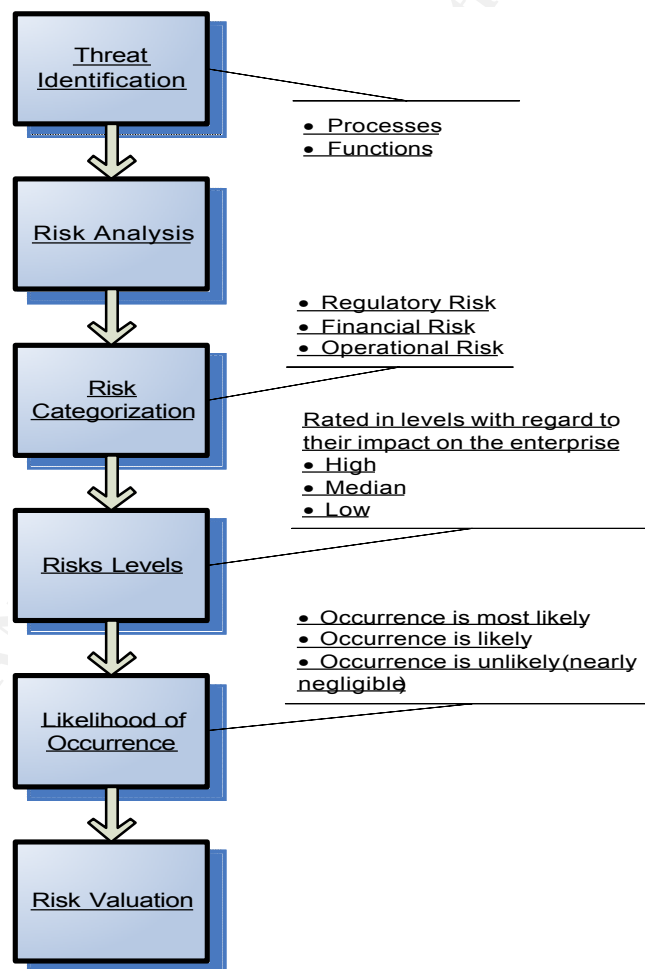 Threat
Identification
• Processes
• Functions
Risk Analysis
• Regulatory Risk
• Financial Risk
• Operational Risk
Risk
Categorization
Rated in levels with regard to
their impact on the enterprise
• High
• Median
• Low
Risks Levels
• Occurrence is most likely
• Occurrence is likely
• Occurrence is unlikely(nearly
negligible)
Likelihood of
Occurrence
Risk Valuation